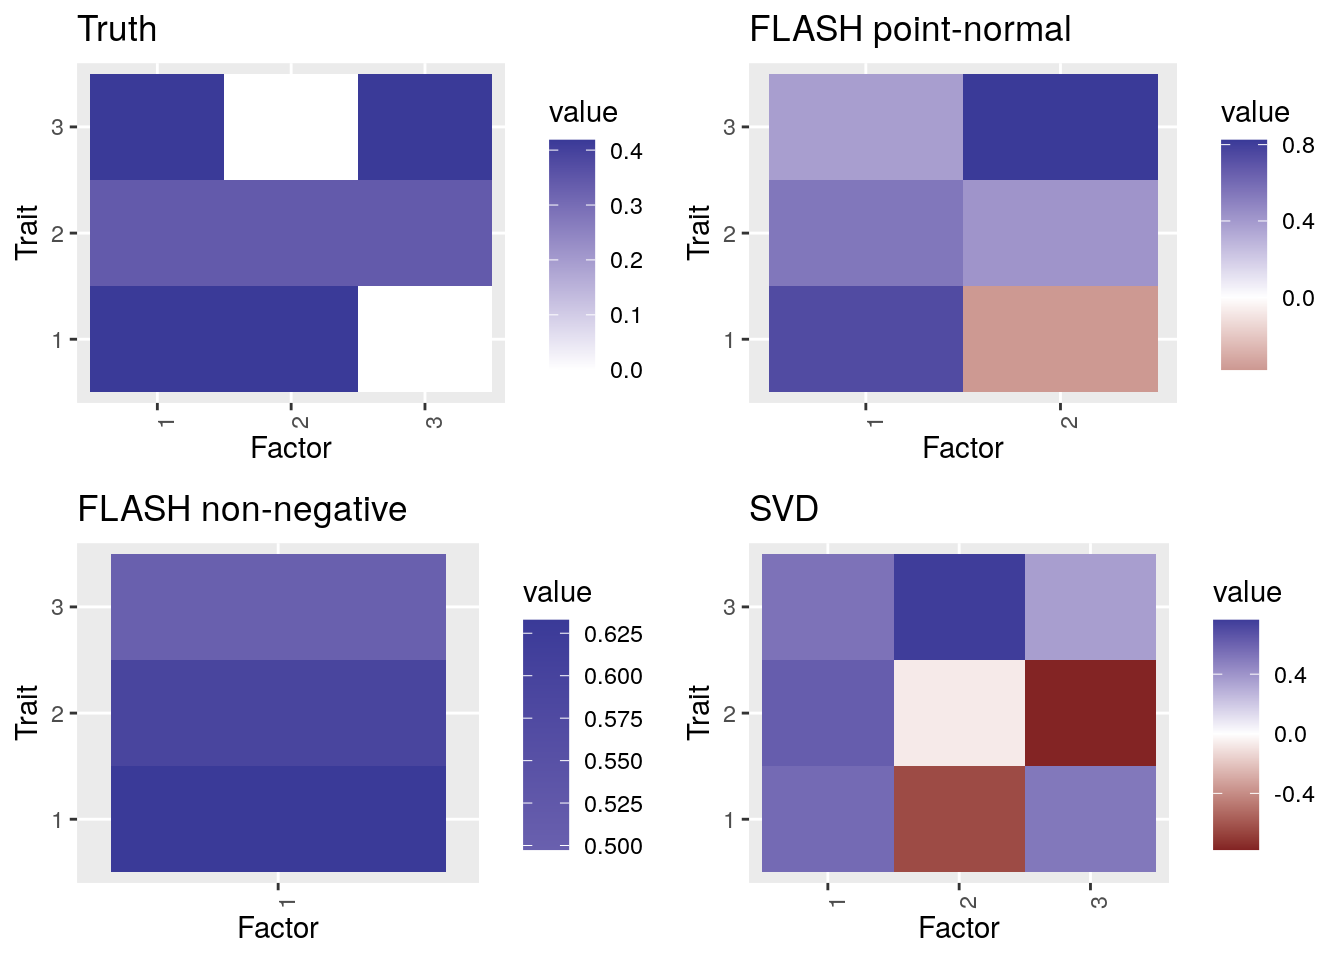 Truth
value
0.4
0.3
0.2
0.1
0.0
Trait
3
2
1
1
2
3
Factor
FLASH point-normal
value
0.8
0.4
0.0
Trait
3
2
1
1
2
Factor
FLASH non-negative
value
0.625
0.600
0.575
0.550
0.525
0.500
Trait
3
2
1
1
Factor
SVD
value
0.4
0.0
-0.4
Trait
3
2
1
1
2
3
Factor